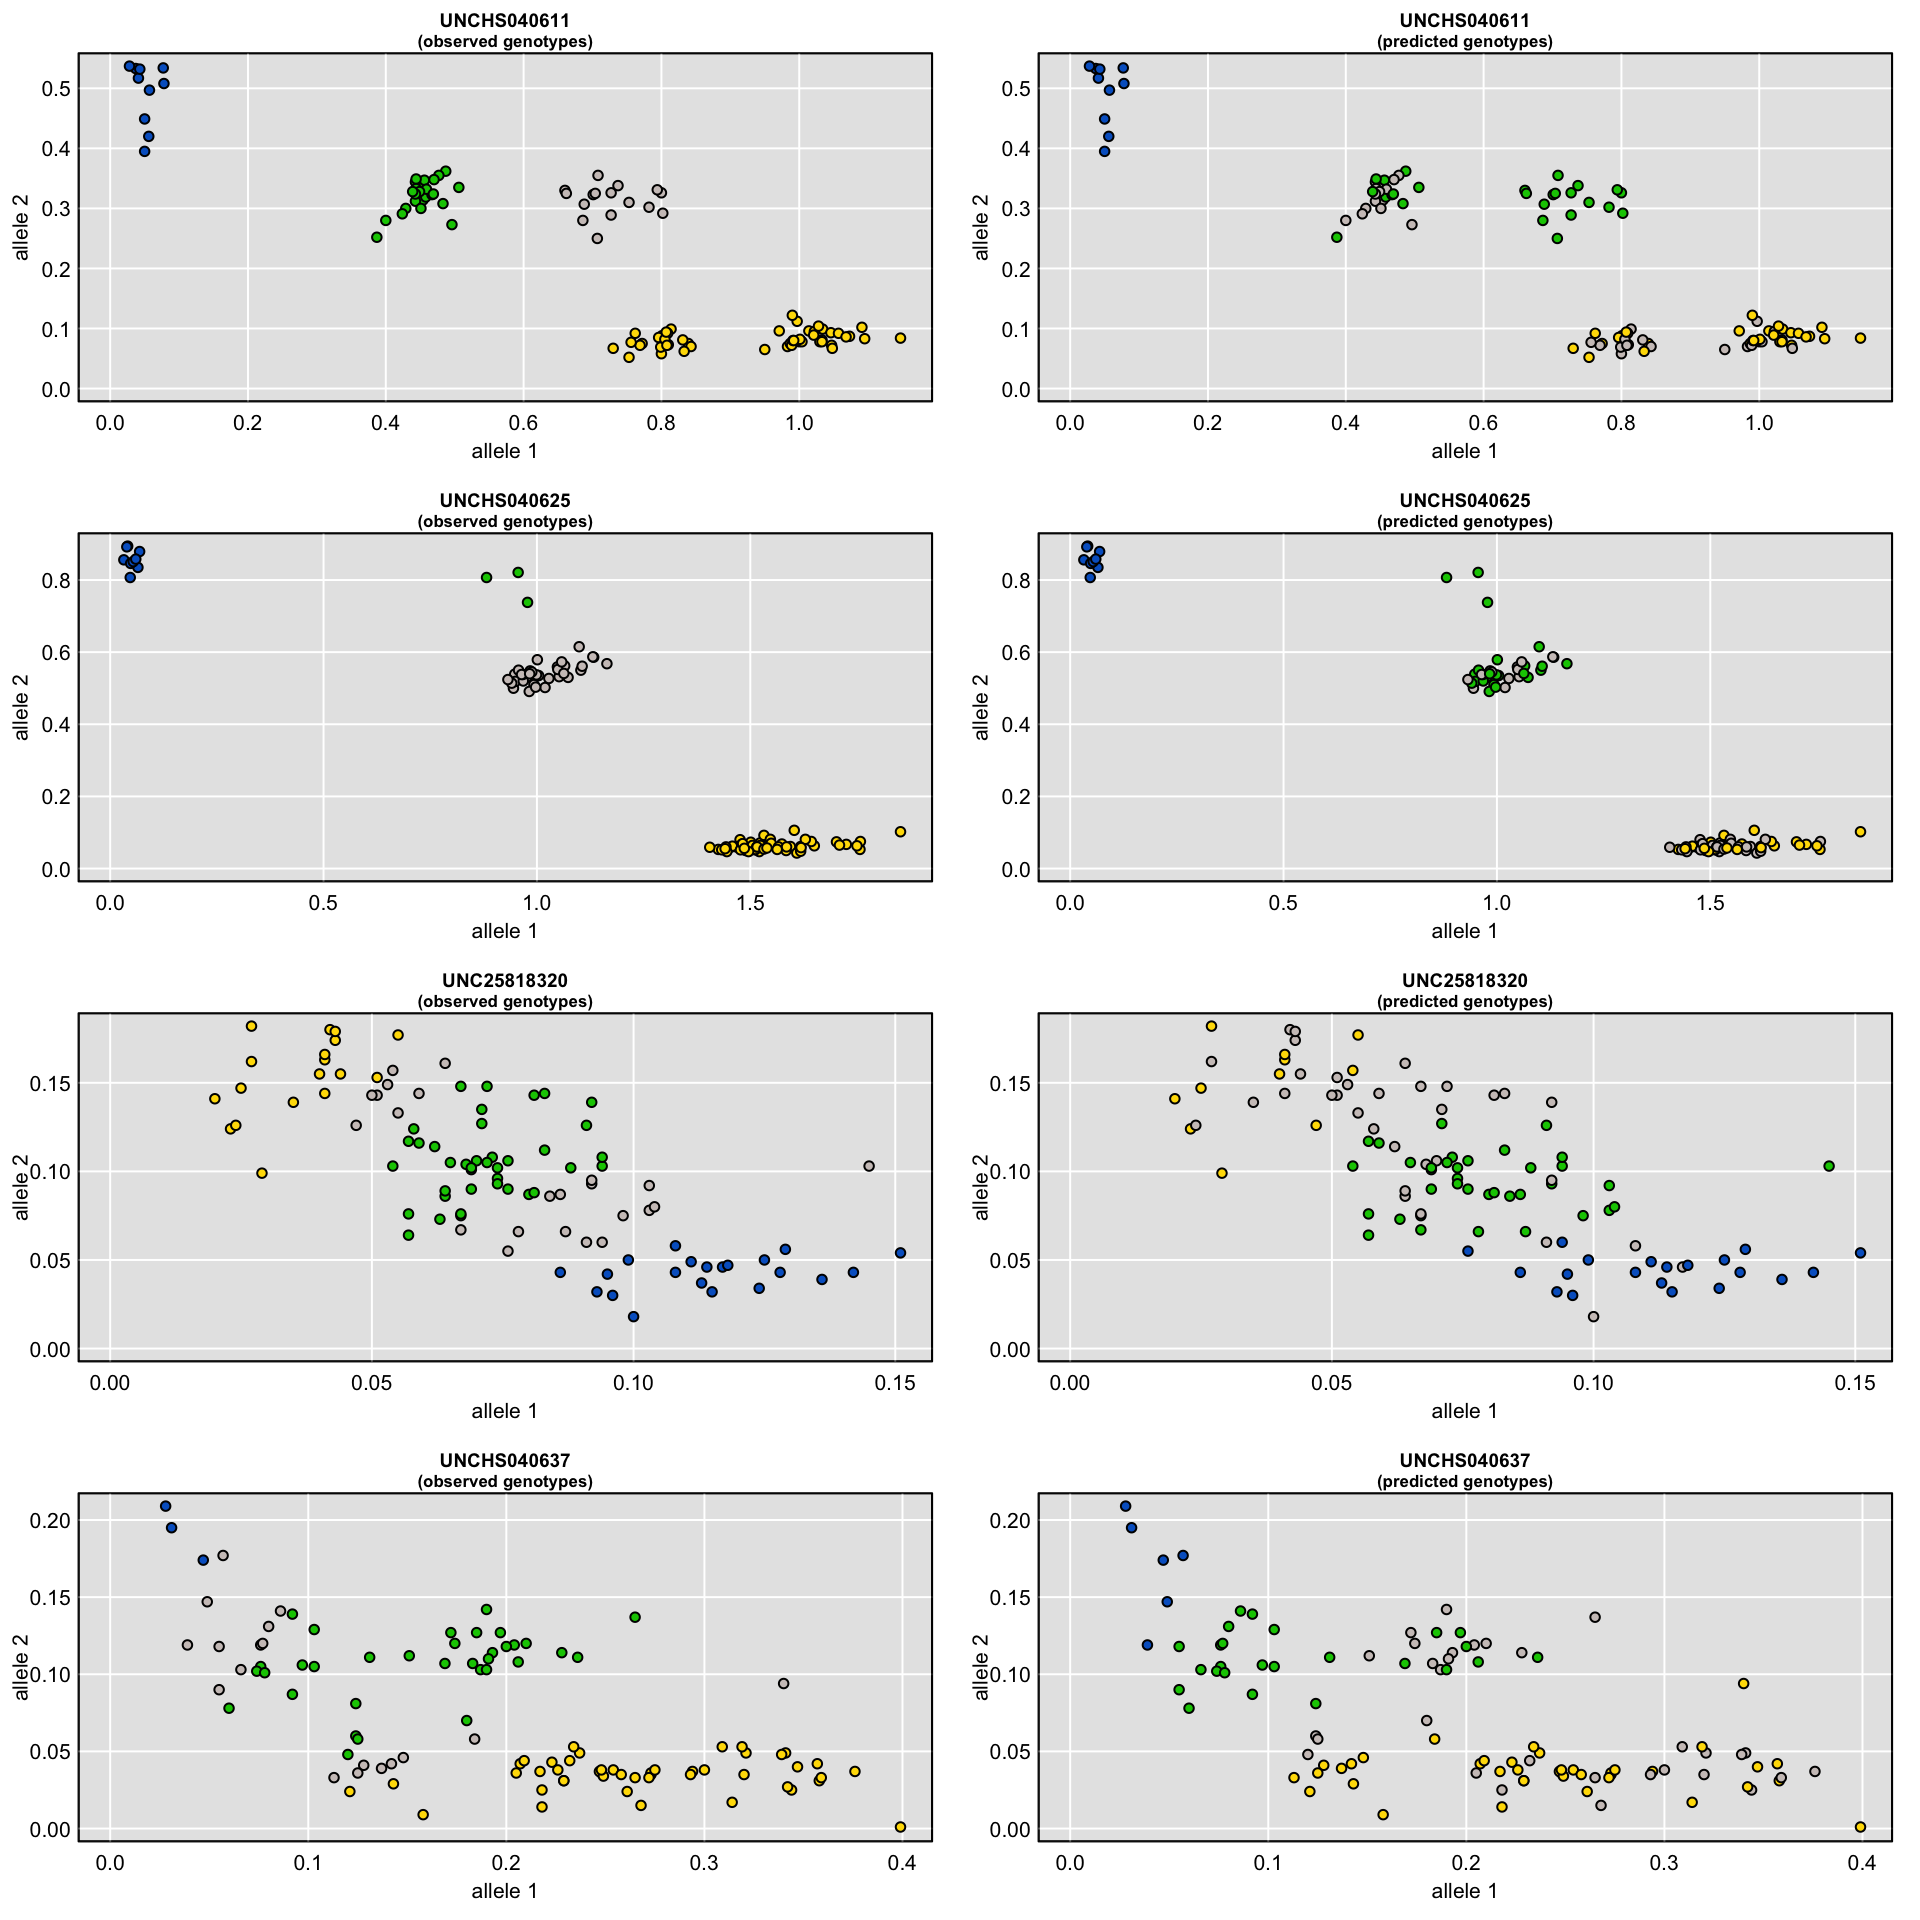 UNCHS040611
(observed genotypes)
allele 2
0.5
0.4
0.3
0.2
0.1
0.0
0.0 0.2 0.4 0.6 0.8 1.0
allele 1
UNCHS040611
(predicted genotypes)
allele 2
0.5
0.4
0.3
0.2
0.1
0.0
0.0 0.2 0.4 0.6 0.8 1.0
allele 1
UNCHS040625
(observed genotypes)
allele 2
0.8
0.6
0.4
0.2
0.0
0.0 0.5 1.0 1.5
allele 1
UNCHS040625
(predicted genotypes)
allele 2
0.8
0.6
0.4
0.2
0.0
0.0 0.5 1.0 1.5
allele 1
UNC25818320
(observed genotypes)
allele 2
0.15
0.10
0.05
0.00
0.00 0.05 0.10 0.15
allele 1
UNC25818320
(predicted genotypes)
allele 2
0.15
0.10
0.05
0.00
0.00 0.05 0.10 0.15
allele 1
UNCHS040637
(observed genotypes)
allele 2
0.20
0.15
0.10
0.05
0.00
0.0 0.1 0.2 0.3 0.4
allele 1
UNCHS040637
(predicted genotypes)
allele 2
0.20
0.15
0.10
0.05
0.00
0.0 0.1 0.2 0.3 0.4
allele 1